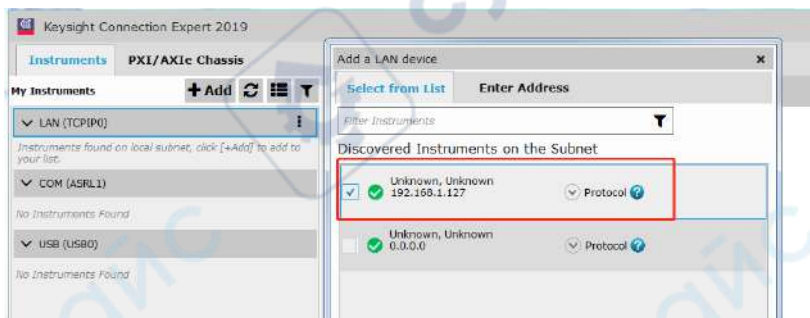 Keysight Connection Expert 2019
Instruments PXI/AXIe Chassis
My Instruments + Add
LAN (TCPIP0)
Instruments found on local subnet, click [+Add] to add to
your list.
COM (ASRL1)
No Instruments Found
USB (USB0)
No Instruments Found
Add a LAN device
Select from List Enter Address
Filter Instruments
Discovered Instruments on the Subnet
Unknown, Unknown
192.168.1.127 Protocol ?
Unknown, Unknown
0.0.0.0 Protocol ?